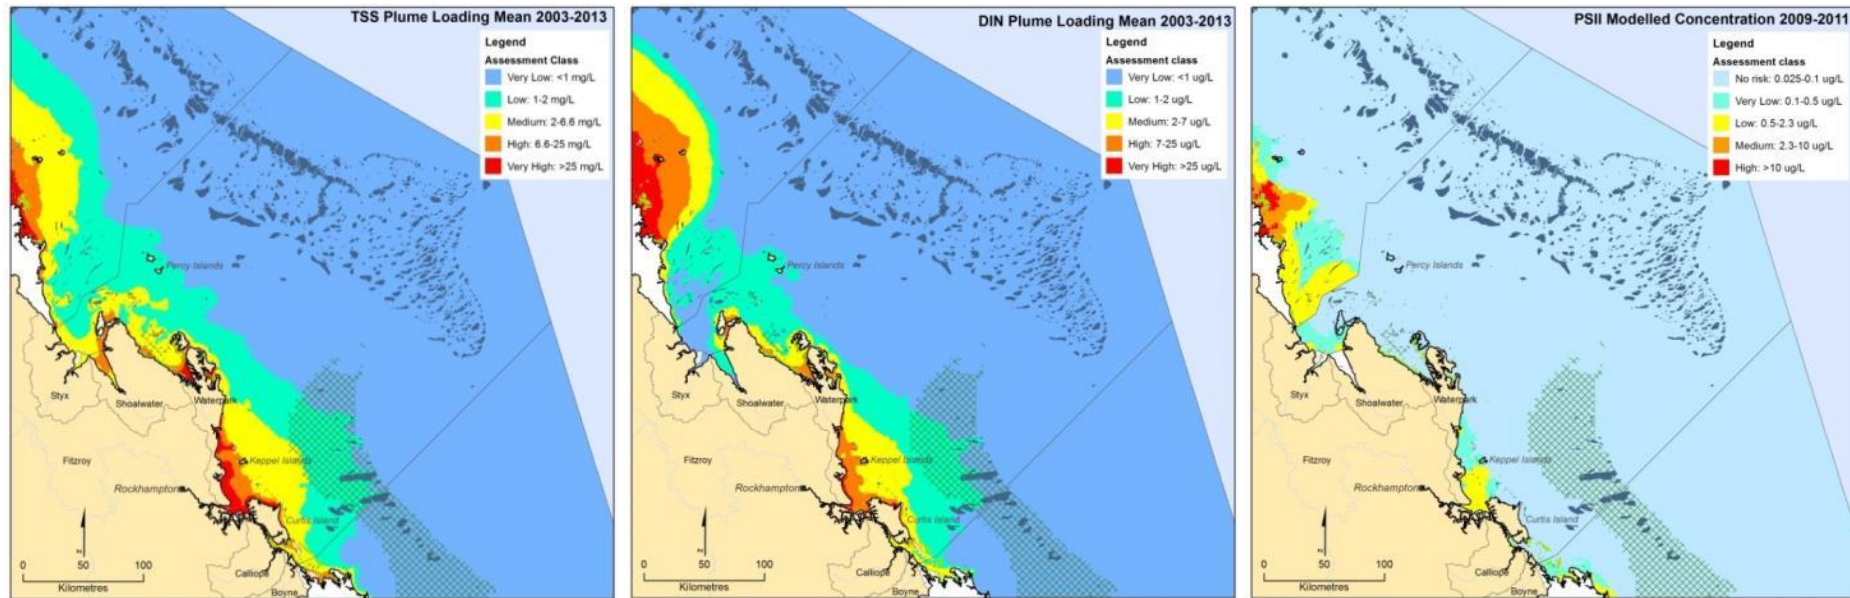 TSS Plume Loading Mean 2003-2013
Legend
Assessment Class
Very Low: <1 mg/L
Low: 1-2 mg/L
Medium: 2-6.6 mg/L
High: 6.6-25 mg/L
Very High: >25 mg/L
Percy Islands
Styx
Shoalwater
Waterpark
Fitzroy
Keppel Islands
Rockhampton
Curtis Island
Calliope
Boyne
N
0 50 100
Kilometres
DIN Plume Loading Mean 2003-2013
Legend
Assessment class
Very Low: <1 ug/L
Low: 1-2 ug/L
Medium: 2-7 ug/L
High: 7-25 ug/L
Very High: >25 ug/L
Percy Islands
Styx
Shoalwater
Waterpark
Fitzroy
Keppel Islands
Rockhampton
Curtis Island
Calliope
Boyne
N
0 50 100
Kilometres
PSII Modelled Concentration 2009-2011
Legend
Assessment class
No risk: 0.025-0.1 ug/L
Very Low: 0.1-0.5 ug/L
Low: 0.5-2.3 ug/L
Medium: 2.3-10 ug/L
High: >10 ug/L
Percy Islands
Styx
Shoalwater
Waterpark
Fitzroy
Keppel Islands
Rockhampton
Curtis Island
Calliope
Boyne
N
0 50 100
Kilometres